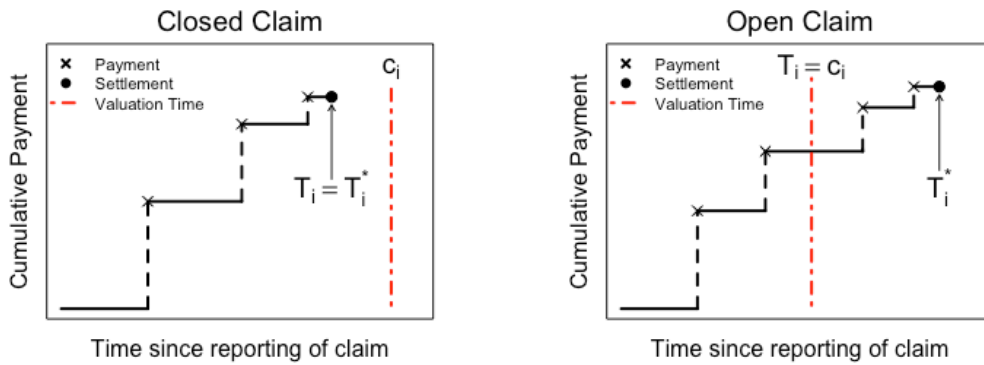 Closed Claim
Payment
Settlement
Valuation Time
c_i
T_i = T_i^*
Cumulative Payment
Time since reporting of claim
Open Claim
Payment
Settlement
Valuation Time
T_i = c_i
T_i^*
Cumulative Payment
Time since reporting of claim